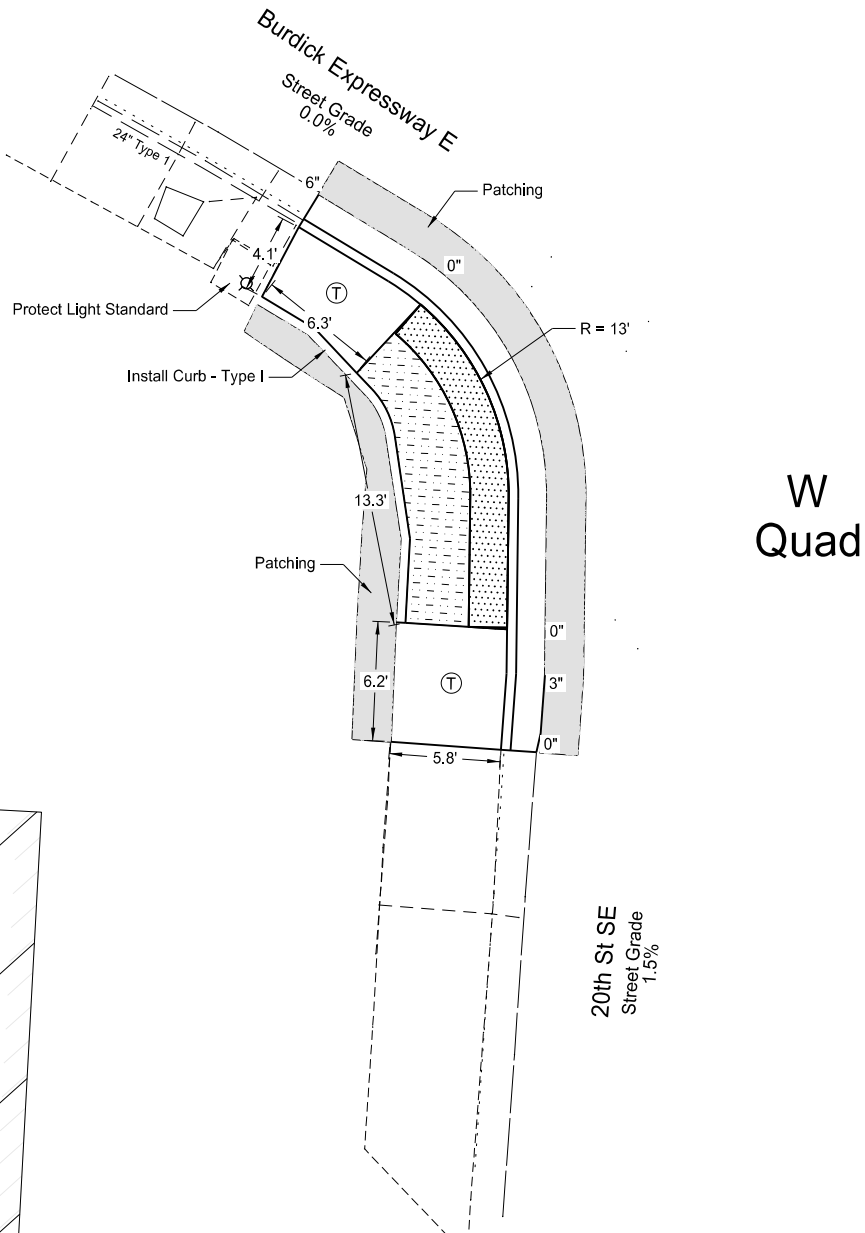 Burdick Expressway E
Street Grade
0.0%
24" Type 1
6"
Patching
4.1'
0"
T
Protect Light Standard
6.3'
R = 13'
Install Curb - Type I
W
Quad
13.3'
Patching
0"
6.2'
T
3"
0"
5.8'
20th St SE
Street Grade
1.5%